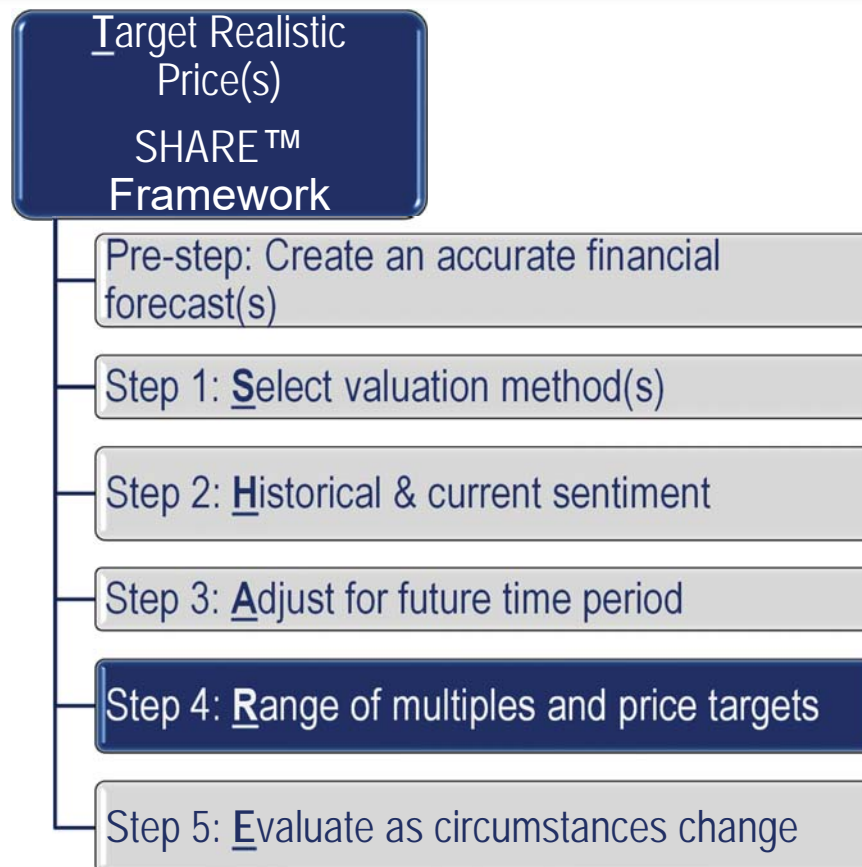 Target Realistic
Price(s)
SHARE™
Framework
Pre-step: Create an accurate financial
forecast(s)
Step 1: Select valuation method(s)
Step 2: Historical & current sentiment
Step 3: Adjust for future time period
Step 4: Range of multiples and price targets
Step 5: Evaluate as circumstances change